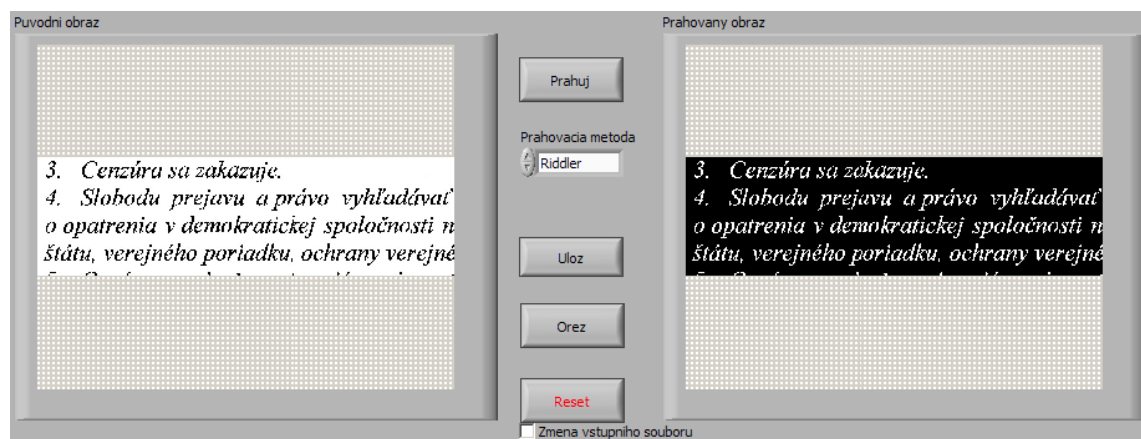 Puvodni obraz
3. Cenzúra sa zakazuje.
4. Slobodu prejavu a právo vyhľadávať
o opatrenia v demokratickej spoločnosti n
štátu, verejného poriadku, ochrany verejné
Prahuj
Prahovacia metoda
Riddler
Uloz
Orez
Reset
Zmena vstupniho souboru
Prahovany obraz
3. Cenzúra sa zakazuje.
4. Slobodu prejavu a právo vyhľadávať
o opatrenia v demokratickej spoločnosti n
štátu, verejného poriadku, ochrany verejné